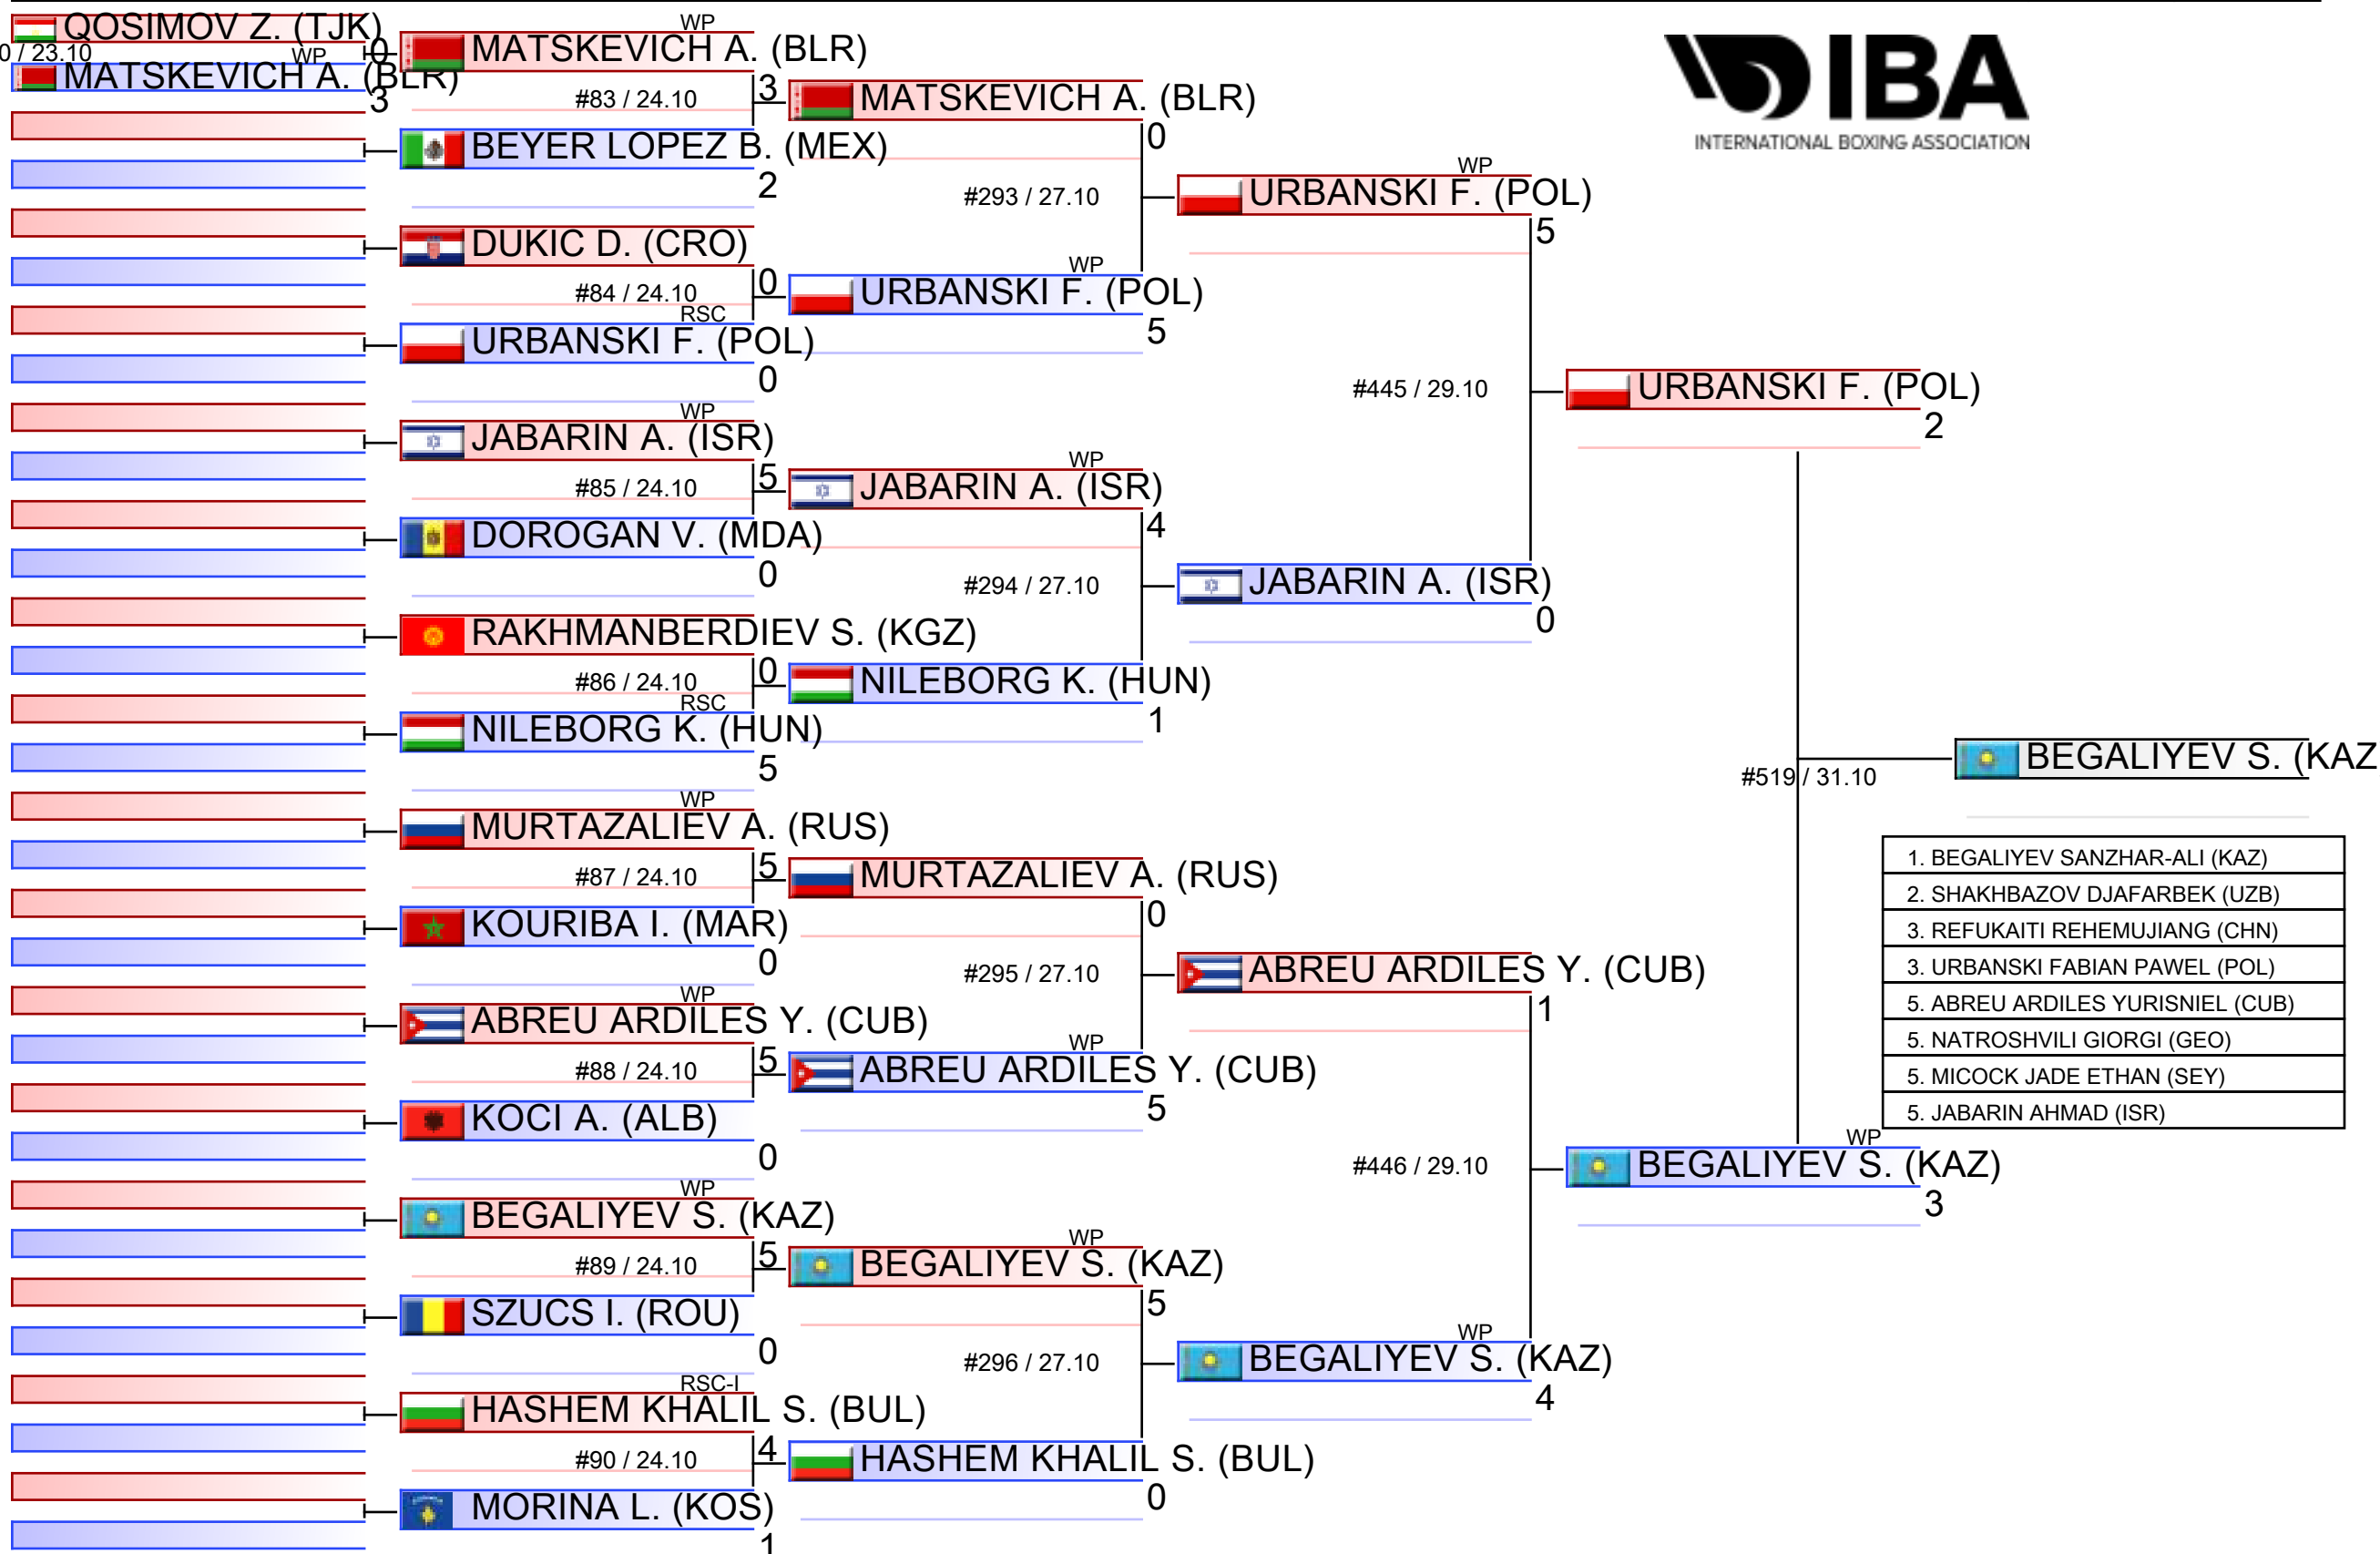 QOSIMOV Z. (TJK)
0 / 23.10
WP
0
MATSKEVICH A. (BLR)
3
WP
MATSKEVICH A. (BLR)
3
#83 / 24.10
BEYER LOPEZ B. (MEX)
2
DUKIC D. (CRO)
0
#84 / 24.10
RSC
URBANSKI F. (POL)
0
WP
JABARIN A. (ISR)
5
#85 / 24.10
DOROGAN V. (MDA)
0
RAKHMANBERDIEV S. (KGZ)
0
#86 / 24.10
RSC
NILEBORG K. (HUN)
5
WP
MURTAZALIEV A. (RUS)
5
#87 / 24.10
KOURIBA I. (MAR)
0
WP
ABREU ARDILES Y. (CUB)
5
#88 / 24.10
KOCI A. (ALB)
0
WP
BEGALIYEV S. (KAZ)
5
#89 / 24.10
SZUCS I. (ROU)
0
RSC-I
HASHEM KHALIL S. (BUL)
4
#90 / 24.10
MORINA L. (KOS)
1
MATSKEVICH A. (BLR)
0
#293 / 27.10
WP
URBANSKI F. (POL)
5
WP
JABARIN A. (ISR)
4
#294 / 27.10
NILEBORG K. (HUN)
1
MURTAZALIEV A. (RUS)
0
#295 / 27.10
WP
ABREU ARDILES Y. (CUB)
5
WP
BEGALIYEV S. (KAZ)
5
#296 / 27.10
HASHEM KHALIL S. (BUL)
0
WP
URBANSKI F. (POL)
5
#445 / 29.10
JABARIN A. (ISR)
0
ABREU ARDILES Y. (CUB)
1
#446 / 29.10
WP
BEGALIYEV S. (KAZ)
4
URBANSKI F. (POL)
2
#519 / 31.10
WP
BEGALIYEV S. (KAZ)
3
BEGALIYEV S. (KAZ
IBA
INTERNATIONAL BOXING ASSOCIATION
1. BEGALIYEV SANZHAR-ALI (KAZ)
2. SHAKHBAZOV DJAFARBEK (UZB)
3. REFUKAITI REHEMUJIANG (CHN)
3. URBANSKI FABIAN PAWEL (POL)
5. ABREU ARDILES YURISNIEL (CUB)
5. NATROSHVILI GIORGI (GEO)
5. MICOCK JADE ETHAN (SEY)
5. JABARIN AHMAD (ISR)